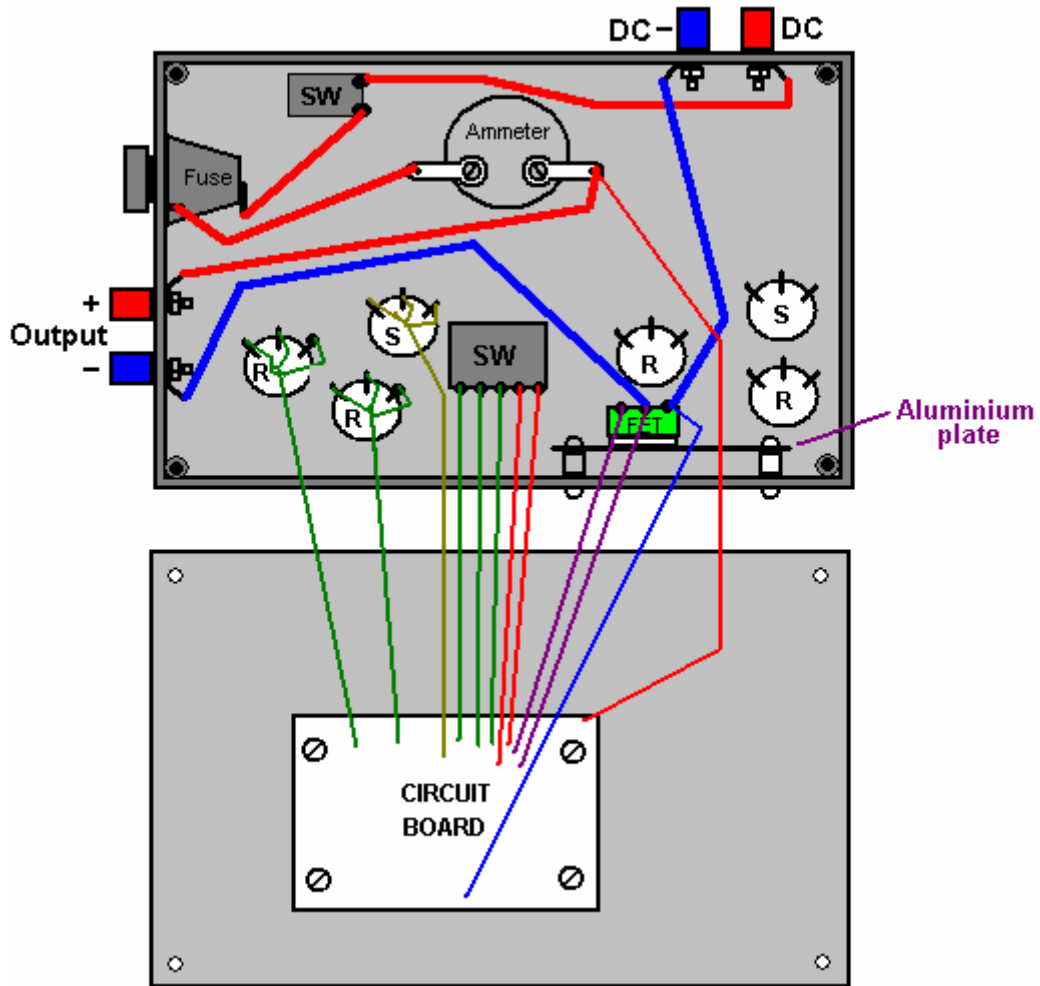 DC – DC
SW
Ammeter
Fuse
+
Output
–
S
S
R
R
SW
R
R
FET
Aluminium
plate
CIRCUIT
BOARD